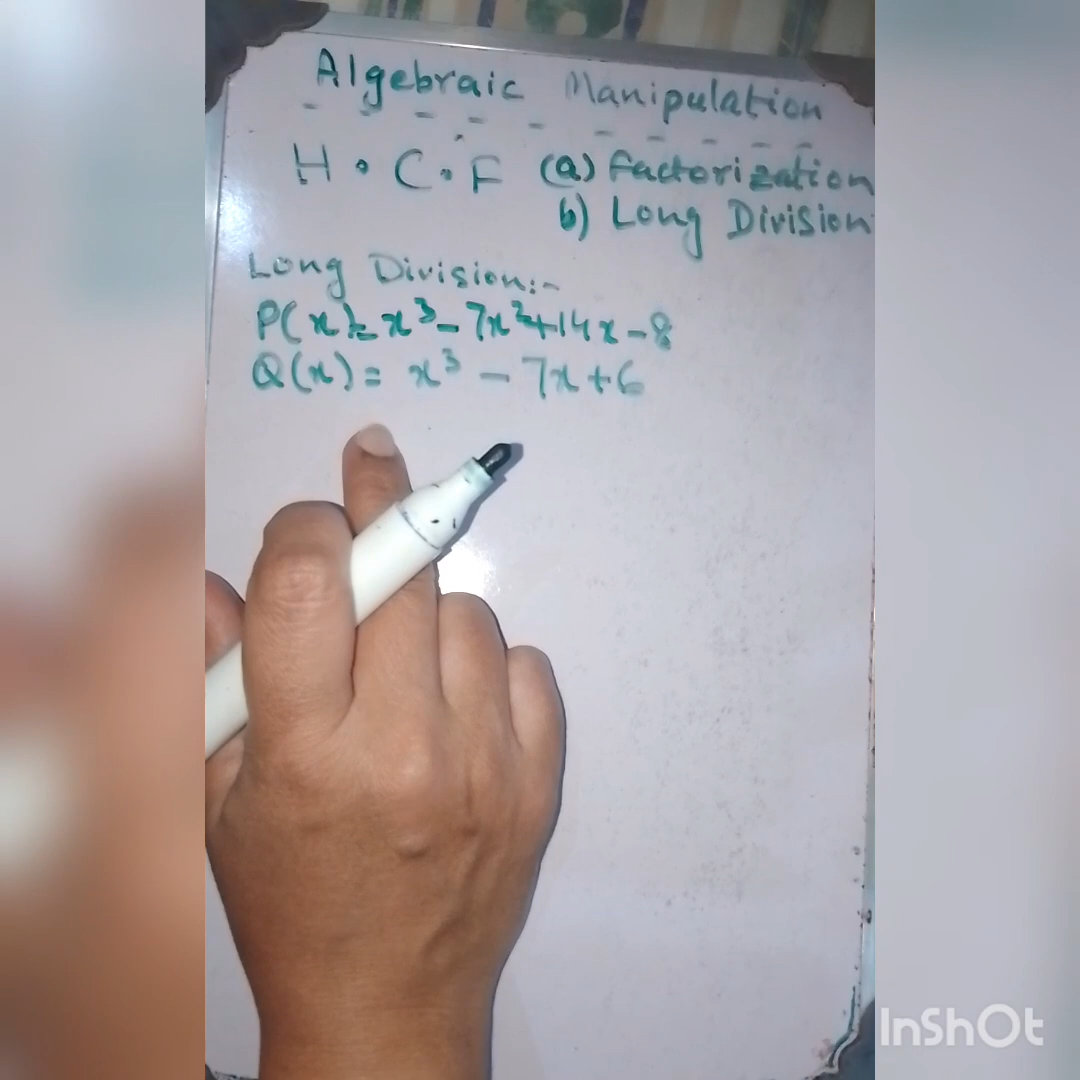 Algebraic Manipulation
H.C.F (a) Factorization
b) Long Division
Long Division:-
P(x)= x³- 7x²+14x-8
Q(x)= x³ - 7x+6
InShOt